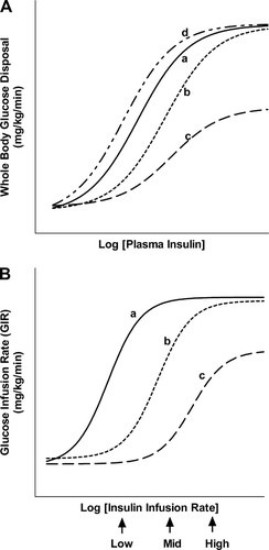 A
Whole Body Glucose Disposal
(mg/kg/min)
d
a
b
c
Log [Plasma Insulin]
B
Glucose Infusion Rate (GIR)
(mg/kg/min)
a
b
c
Log [Insulin Infusion Rate]
Low Mid High